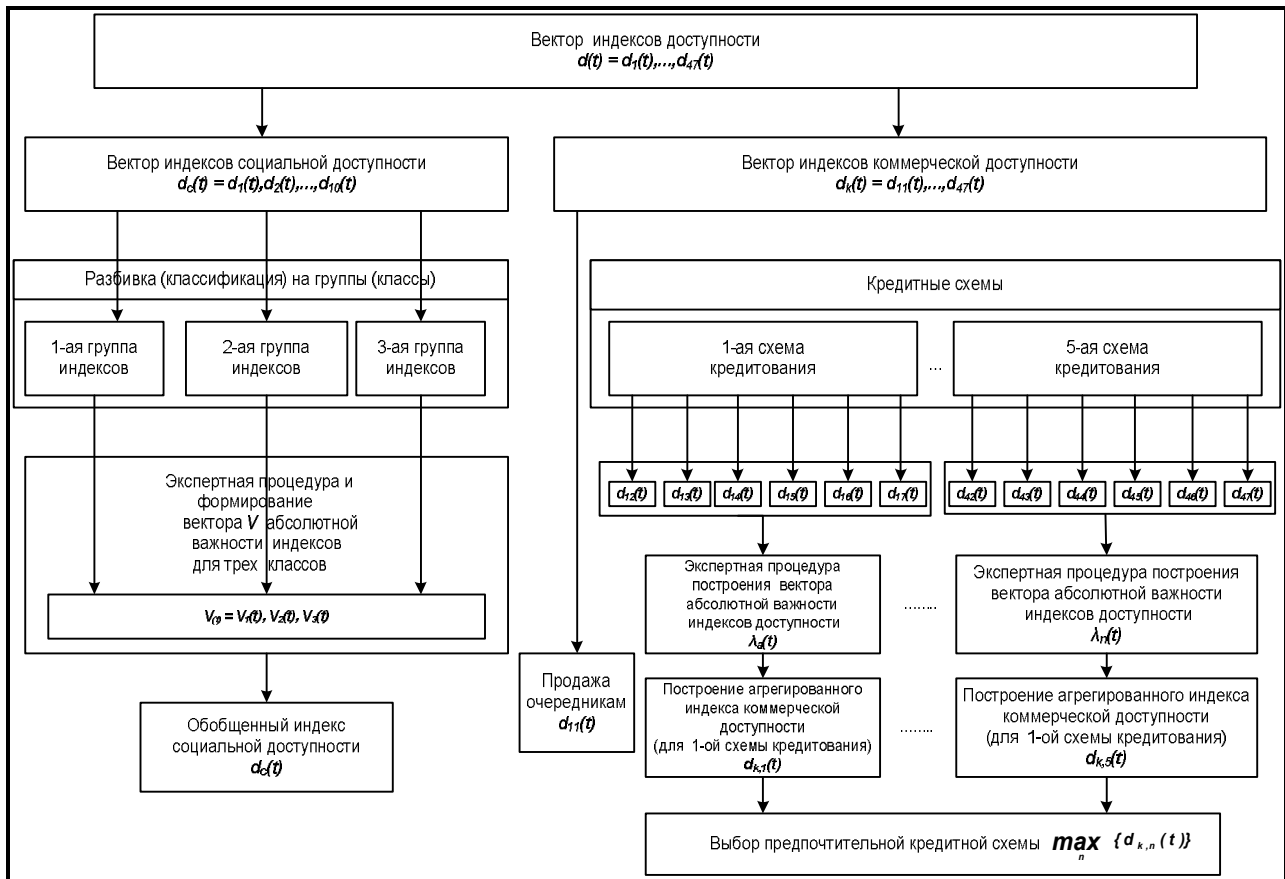 Вектор индексов доступности
d(t) = d1(t),...,d47(t)
Вектор индексов социальной доступности
dc(t) = d1(t),d2(t),...,d10(t)
Вектор индексов коммерческой доступности
dk(t) = d11(t),...,d47(t)
Разбивка (классификация) на группы (классы)
1-ая группа
индексов
2-ая группа
индексов
3-ая группа
индексов
Экспертная процедура и
формирование
вектора V абсолютной
важности индексов
для трех классов
V(t) = V1(t), V2(t), V3(t)
Обобщенный индекс
социальной доступности
dc(t)
Продажа
очередникам
d11(t)
Кредитные схемы
1-ая схема
кредитования
...
5-ая схема
кредитования
d12(t) d13(t) d14(t) d15(t) d16(t) d17(t)
d42(t) d43(t) d44(t) d45(t) d46(t) d47(t)
Экспертная процедура
построения вектора
абсолютной важности
индексов доступности
λa(t)
........
Экспертная процедура построения
вектора абсолютной важности
индексов доступности
λn(t)
Построение агрегированного
индекса коммерческой
доступности
(для 1-ой схемы кредитования)
dk,1(t)
........
Построение агрегированного индекса
коммерческой доступности
(для 1-ой схемы кредитования)
dk,5(t)
Выбор предпочтительной кредитной схемы max n {dk,n(t)}